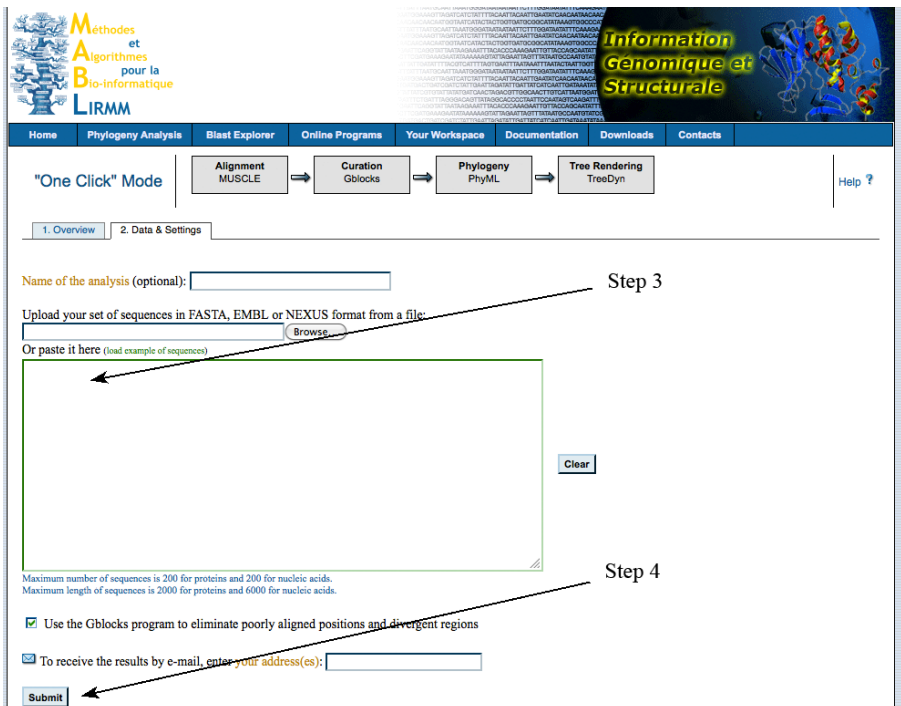 Méthodes
et
Algorithmes
pour la
Bio-informatique
LIRMM
Information
Génomique et
Structurale
Home Phylogeny Analysis Blast Explorer Online Programs Your Workspace Documentation Downloads Contacts
"One Click" Mode
Alignment
MUSCLE
Curation
Gblocks
Phylogeny
PhyML
Tree Rendering
TreeDyn
Help ?
1. Overview 2. Data & Settings
Name of the analysis (optional):
Step 3
Upload your set of sequences in FASTA, EMBL or NEXUS format from a file:
Browse...
Or paste it here (load example of sequences)
Clear
Maximum number of sequences is 200 for proteins and 200 for nucleic acids.
Maximum length of sequences is 2000 for proteins and 6000 for nucleic acids.
Step 4
Use the Gblocks program to eliminate poorly aligned positions and divergent regions
To receive the results by e-mail, enter your address(es):
Submit